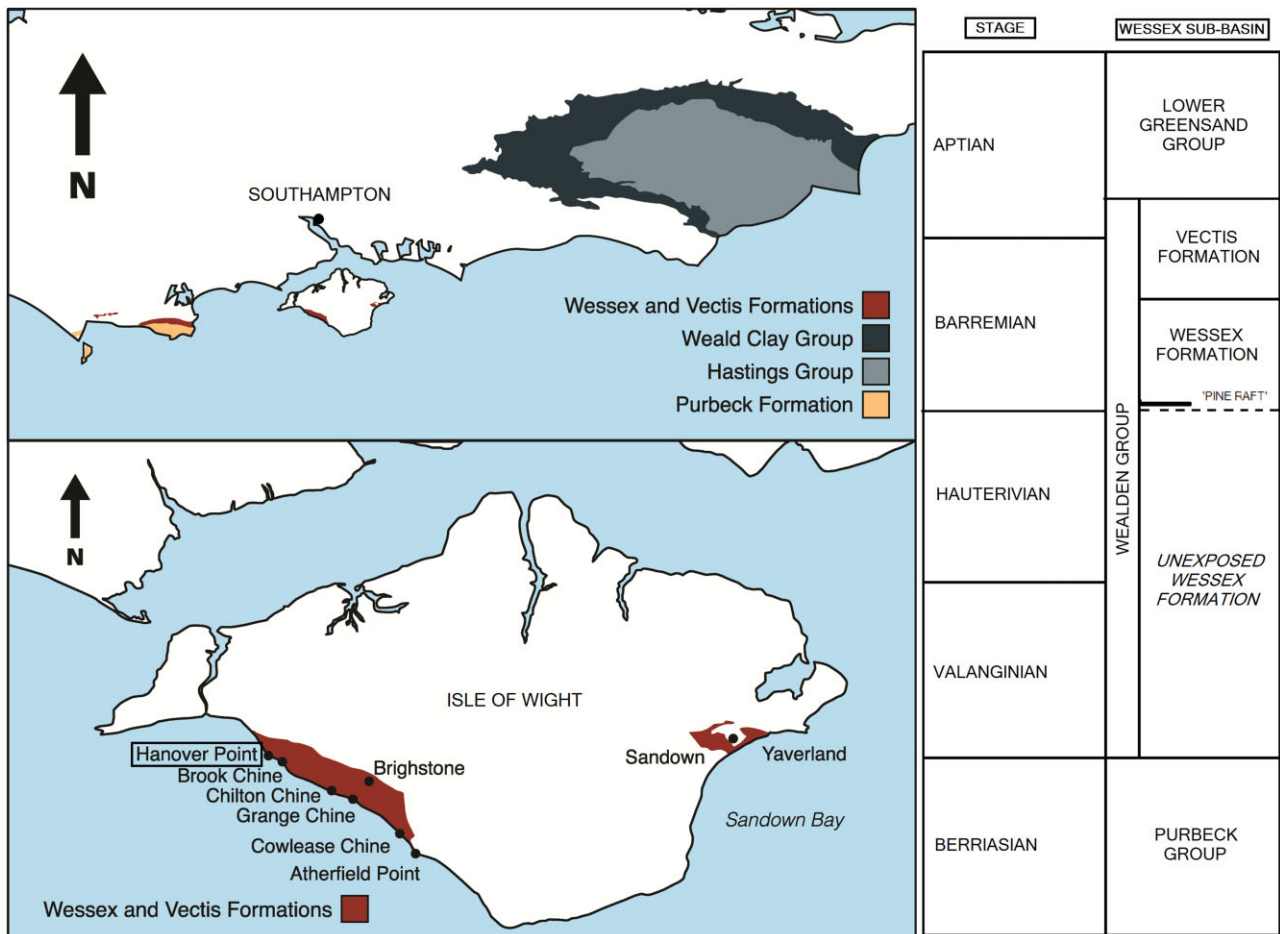 N
SOUTHAMPTON
Wessex and Vectis Formations
Weald Clay Group
Hastings Group
Purbeck Formation
N
ISLE OF WIGHT
Hanover Point
Brook Chine
Chilton Chine
Grange Chine
Cowlease Chine
Atherfield Point
Brighstone
Sandown
Yaverland
Sandown Bay
Wessex and Vectis Formations
STAGE
WESSEX SUB-BASIN
APTIAN
BARREMIAN
HAUTERIVIAN
VALANGINIAN
BERRIASIAN
WEALDEN GROUP
LOWER
GREENSAND
GROUP
VECTIS
FORMATION
WESSEX
FORMATION
'PINE RAFT'
UNEXPOSED
WESSEX
FORMATION
PURBECK
GROUP